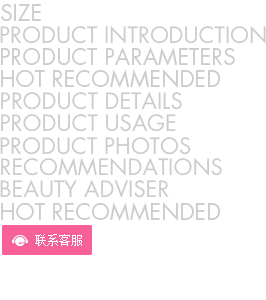 SIZE
PRODUCT INTRODUCTION
PRODUCT PARAMETERS
HOT RECOMMENDED
PRODUCT DETAILS
PRODUCT USAGE
PRODUCT PHOTOS
RECOMMENDATIONS
BEAUTY ADVISER
HOT RECOMMENDED
联系客服